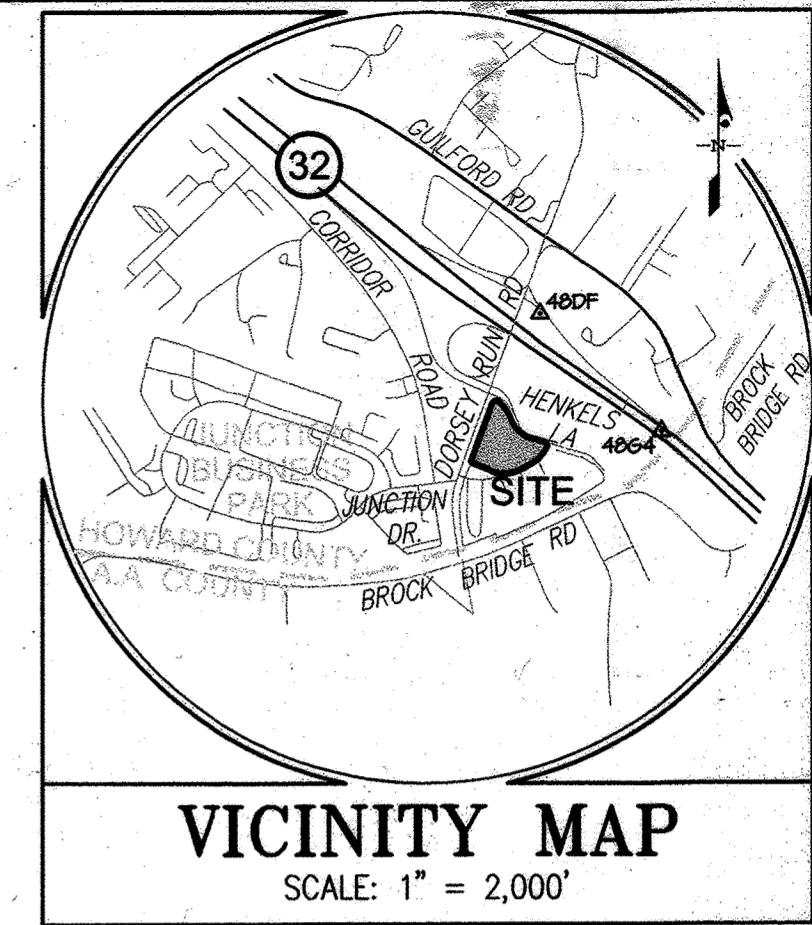 GUILFORD RD
-N-
32
CORRIDOR
ROAD
48DF
DORSEY RUN RD
HENKELS
LA
48G4
BROCK
BRIDGE RD
JUNCTION
BUSINESS
PARK
JUNCTION
DR.
SITE
HOWARD COUNTY
A.A COUNTY
BROCK BRIDGE RD
VICINITY MAP
SCALE: 1" = 2,000'